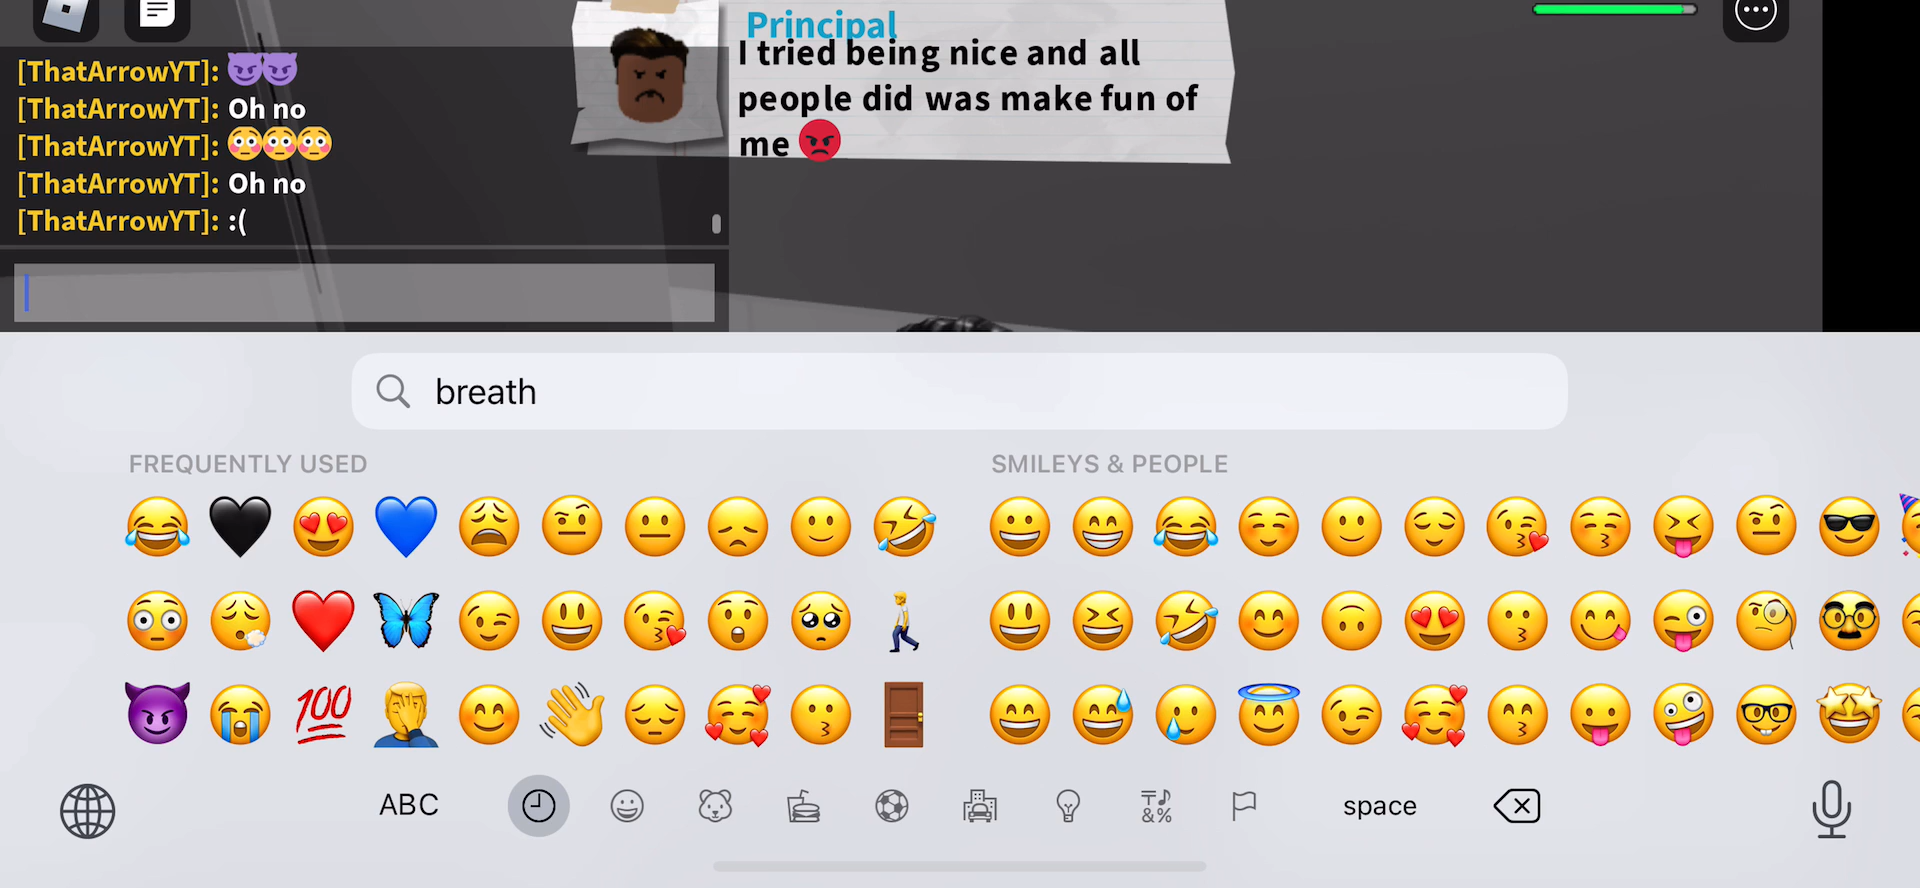 Principal
I tried being nice and all
people did was make fun of
me 😡
[ThatArrowYT]: 😈😈
[ThatArrowYT]: Oh no
[ThatArrowYT]: 😳😳😳
[ThatArrowYT]: Oh no
[ThatArrowYT]: :(
breath
FREQUENTLY USED
SMILEYS & PEOPLE
ABC
space